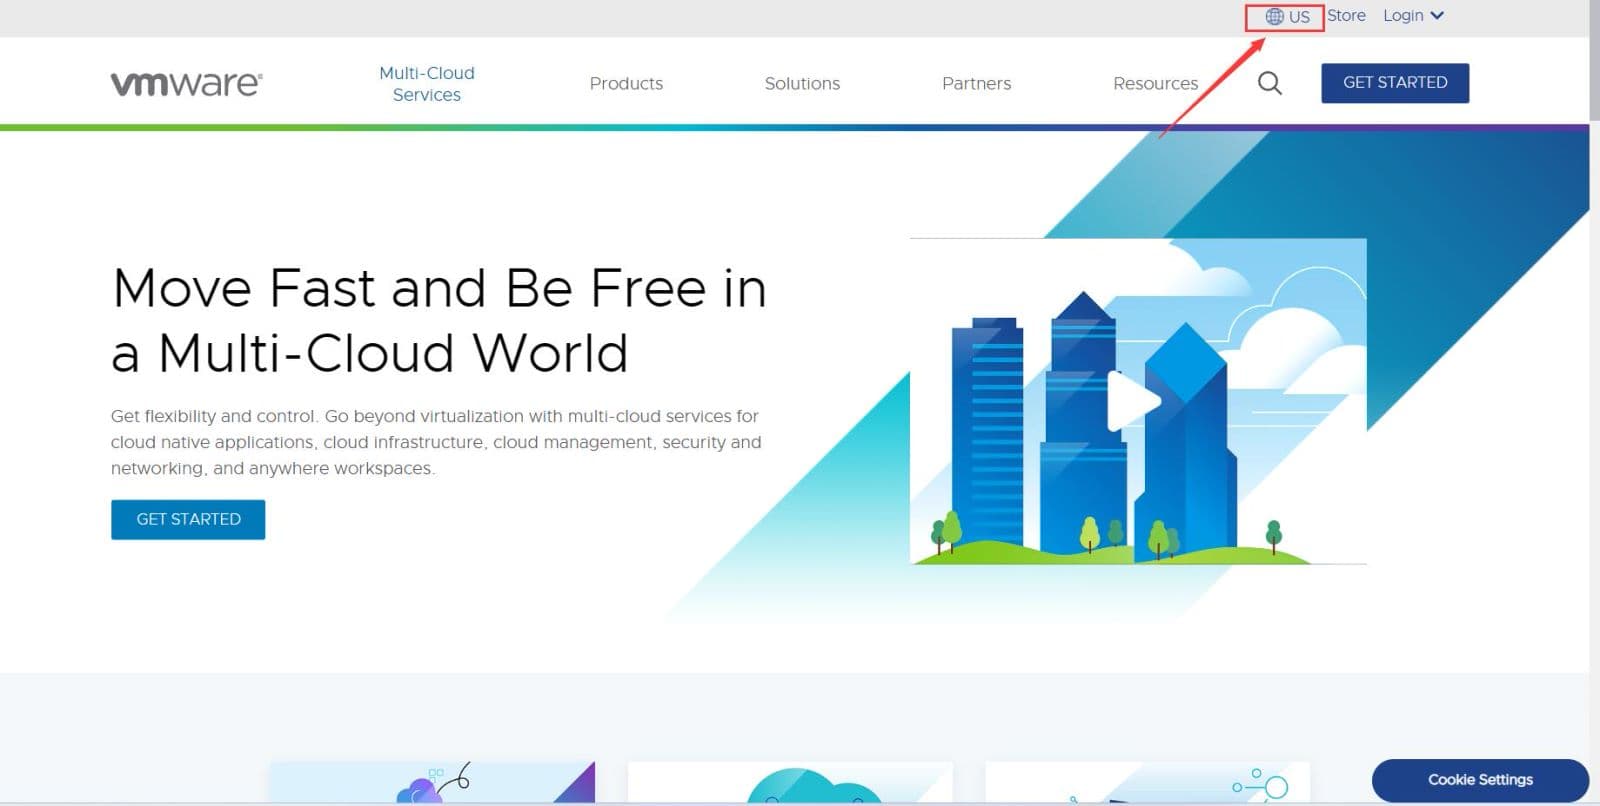 US Store Login
vmware
Multi-Cloud
Services
Products
Solutions
Partners
Resources
GET STARTED
Move Fast and Be Free in
a Multi-Cloud World
Get flexibility and control. Go beyond virtualization with multi-cloud services for
cloud native applications, cloud infrastructure, cloud management, security and
networking, and anywhere workspaces.
GET STARTED
Cookie Settings